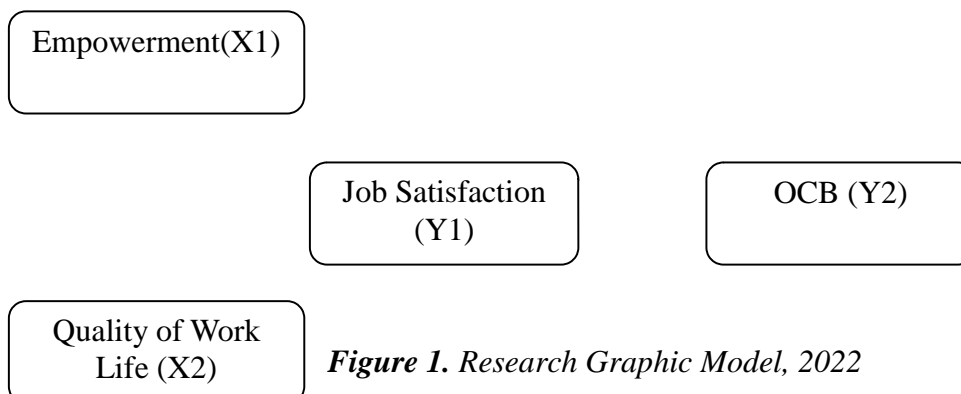 Empowerment(X1)
Job Satisfaction
(Y1)
OCB (Y2)
Quality of Work
Life (X2)
Figure 1. Research Graphic Model, 2022